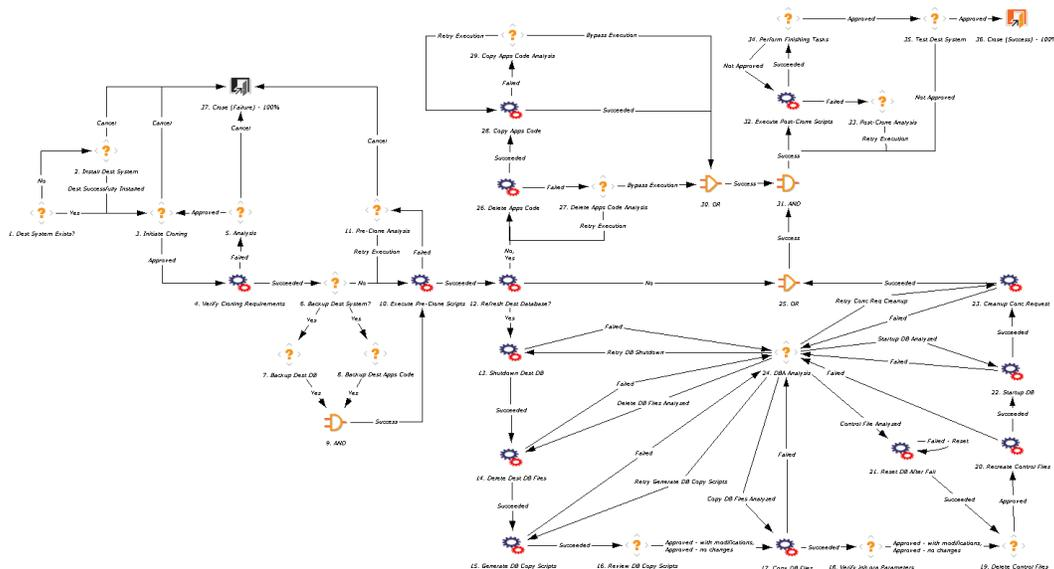 34. Perform Finishing Tasks
Approved
35. Test Dest System
Approved
36. Close (Success) - 100%
Retry Execution
Bypass Execution
29. Copy Apps Code Analysis
Not Approved
Succeeded
Failed
Failed
Not Approved
32. Execute Post-Clone Scripts
33. Post-Clone Analysis
Retry Execution
37. Close (Failure) - 100%
Cancel
Cancel
Cancel
Cancel
Succeeded
28. Copy Apps Code
Succeeded
Success
No
2. Install Dest System
Dest Successfully Installed
Failed
Bypass Execution
Success
26. Delete Apps Code
27. Delete Apps Code Analysis
30. OR
31. AND
Yes
Approved
1. Dest System Exists?
3. Initiate Cloning
5. Analysis
11. Pre-Clone Analysis
Retry Execution
Approved
Failed
Retry Execution
Failed
No,
Yes
Success
Succeeded
No
Succeeded
No
Succeeded
4. Verify Cloning Requirements
6. Backup Dest System?
10. Execute Pre-Clone Scripts
12. Refresh Dest Database?
25. OR
23. Cleanup Conc Request
Retry Conc Req Cleanup
Yes
Yes
Yes
Failed
Failed
Startup DB Analyzed
Succeeded
Retry DB Shutdown
Failed
7. Backup Dest DB
8. Backup Dest Apps Code
13. Shutdown Dest DB
24. DBA Analysis
Failed
Failed
22. Startup DB
Yes
Yes
Delete DB Files Analyzed
Succeeded
Succeeded
Success
Control File Analyzed
9. AND
Failed
Failed
Failed - Reset
21. Reset DB After Fail
20. Recreate Control Files
14. Delete Dest DB Files
Retry Generate DB Copy Scripts
Copy DB Files Analyzed
Succeeded
Approved
Succeeded
Succeeded
Approved - with modifications,
Approved - no changes
Succeeded
Approved - with modifications,
Approved - no changes
15. Generate DB Copy Scripts
16. Review DB Copy Scripts
17. Copy DB Files
19. Delete Control Files